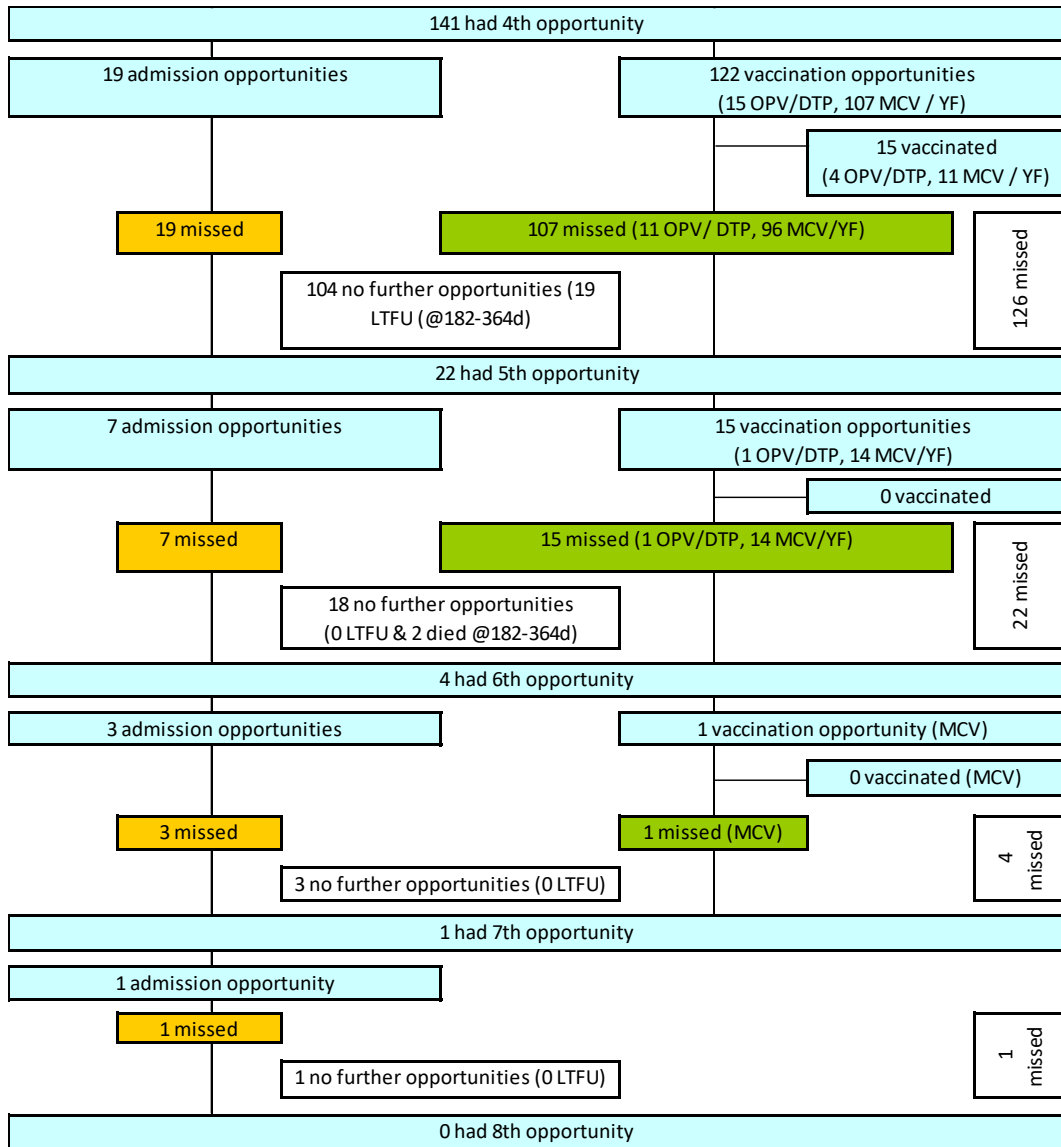 141 had 4th opportunity
19 admission opportunities
122 vaccination opportunities
(15 OPV/DTP, 107 MCV / YF)
15 vaccinated
(4 OPV/DTP, 11 MCV / YF)
19 missed
107 missed (11 OPV/ DTP, 96 MCV/YF)
126 missed
104 no further opportunities (19
LTFU (@182-364d)
22 had 5th opportunity
7 admission opportunities
15 vaccination opportunities
(1 OPV/DTP, 14 MCV/YF)
0 vaccinated
7 missed
15 missed (1 OPV/DTP, 14 MCV/YF)
22 missed
18 no further opportunities
(0 LTFU & 2 died @182-364d)
4 had 6th opportunity
3 admission opportunities
1 vaccination opportunity (MCV)
0 vaccinated (MCV)
3 missed
1 missed (MCV)
4
missed
3 no further opportunities (0 LTFU)
1 had 7th opportunity
1 admission opportunity
1 missed
1
missed
1 no further opportunities (0 LTFU)
0 had 8th opportunity